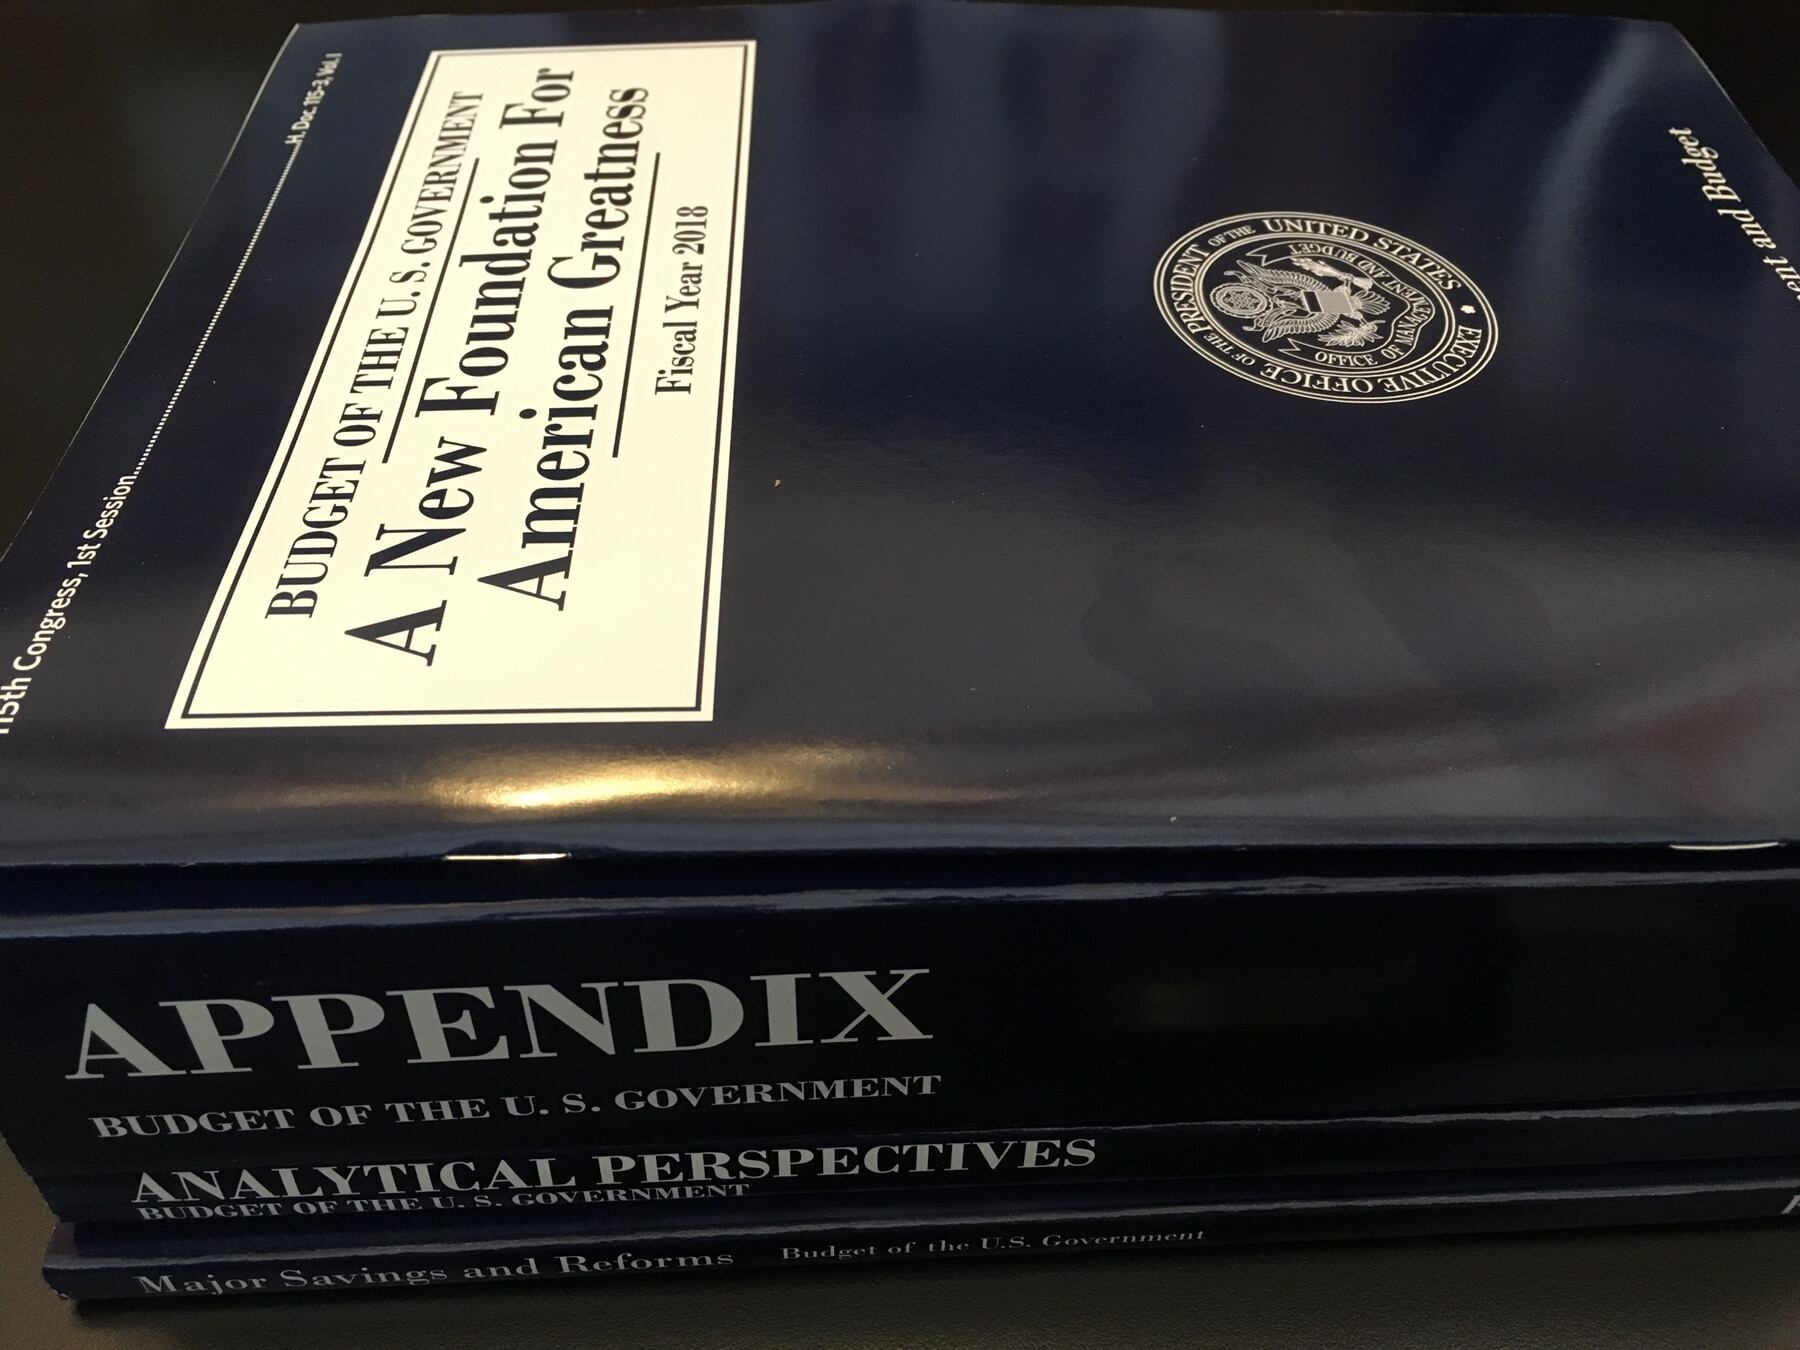 115th Congress, 1st Session..........H. Doc. 115-3, Vol. I
BUDGET OF THE U. S. GOVERNMENT
A New Foundation For
American Greatness
Fiscal Year 2018
EXECUTIVE OFFICE OF THE PRESIDENT OF THE UNITED STATES
OFFICE OF MANAGEMENT AND BUDGET
and Budget
APPENDIX
BUDGET OF THE U. S. GOVERNMENT
ANALYTICAL PERSPECTIVES
BUDGET OF THE U. S. GOVERNMENT
Major Savings and Reforms Budget of the U.S. Government